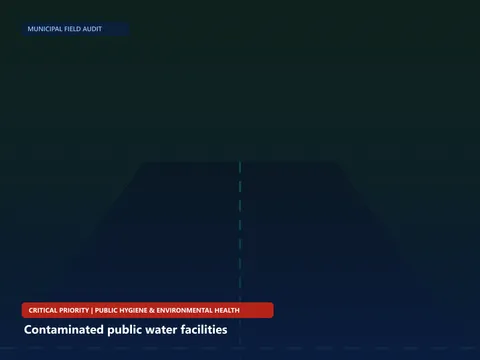 MUNICIPAL FIELD AUDIT
CRITICAL PRIORITY | PUBLIC HYGIENE & ENVIRONMENTAL HEALTH
Contaminated public water facilities